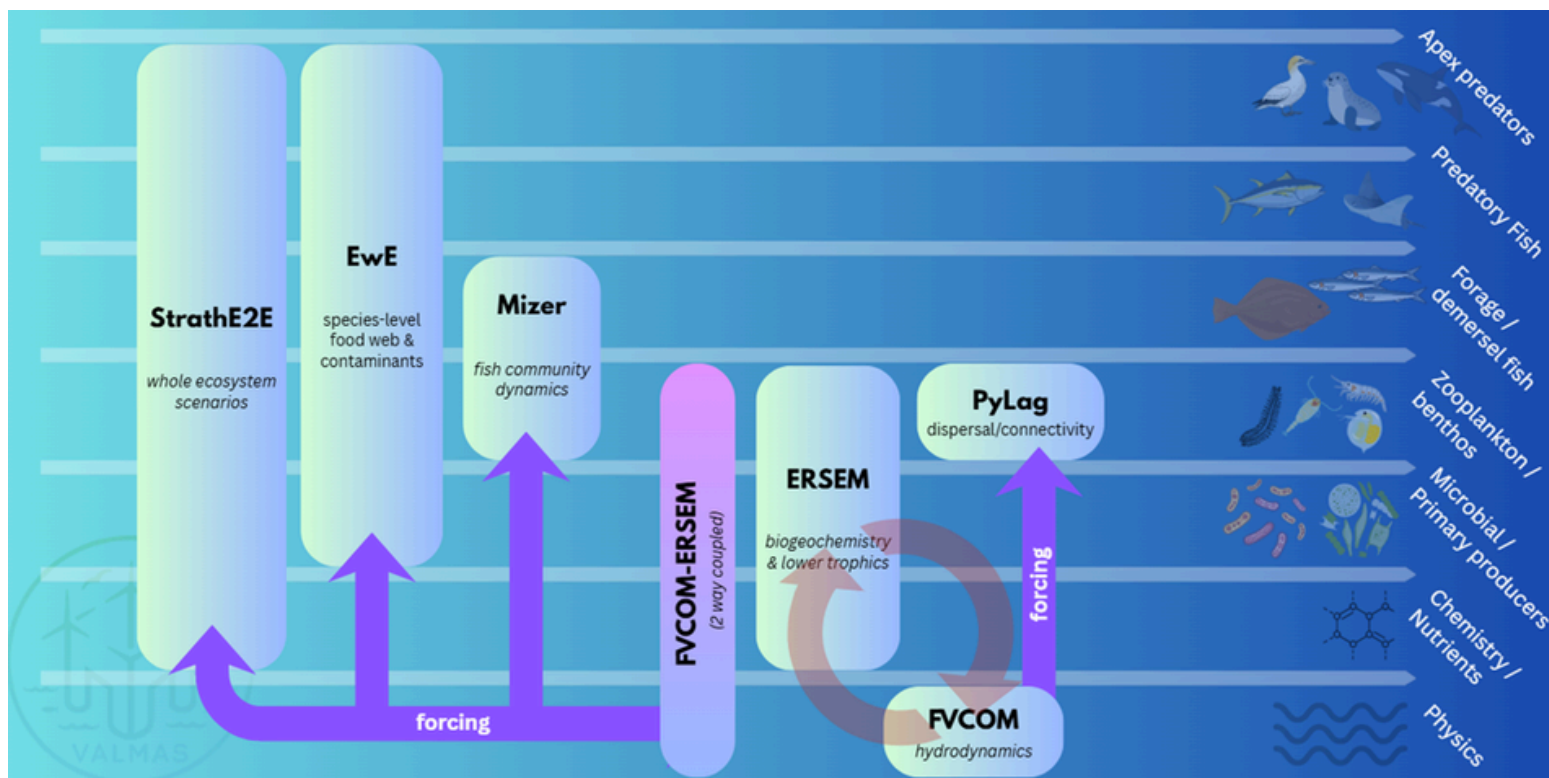 StrathE2E
whole ecosystem
scenarios
EwE
species-level
food web &
contaminants
Mizer
fish community
dynamics
FVCOM-ERSEM
(2 way coupled)
ERSEM
biogeochemistry
& lower trophics
PyLag
dispersal/connectivity
FVCOM
hydrodynamics
forcing
forcing
Apex predators
Predatory Fish
Forage /
demersel fish
Zooplankton /
benthos
Microbial /
Primary producers
Chemistry /
Nutrients
Physics
VALMAS